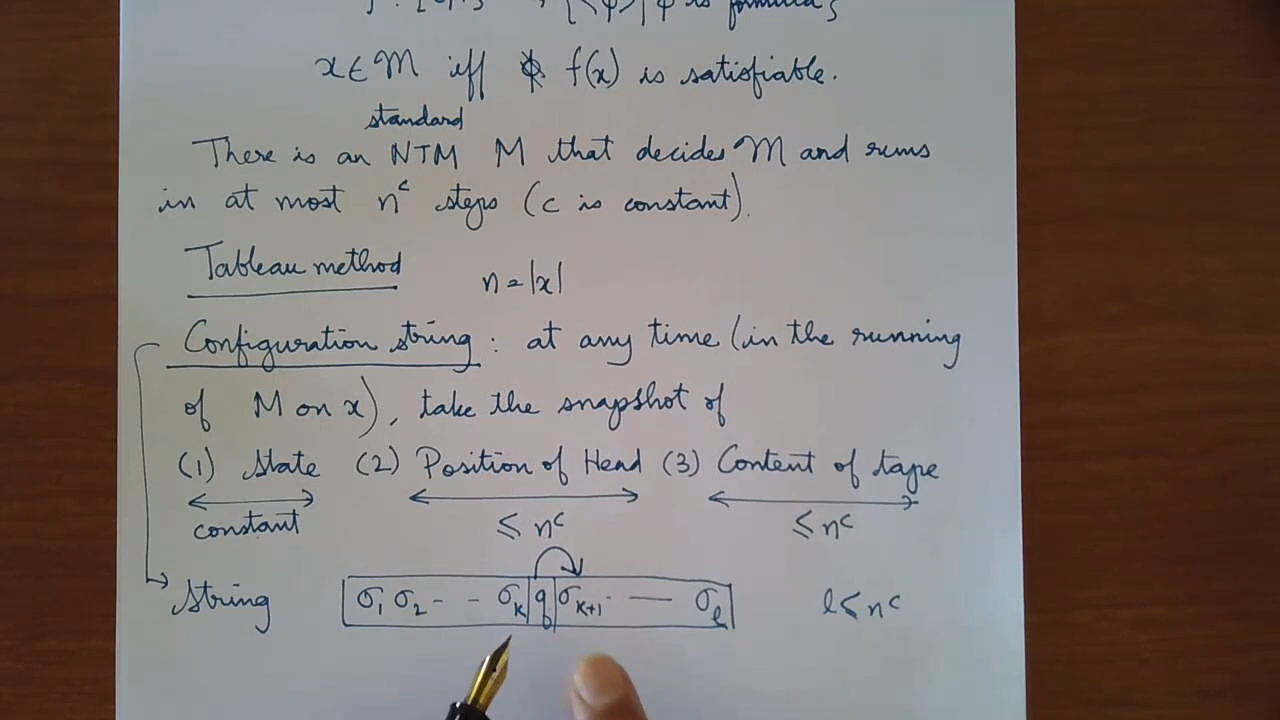 φ is formula}
x ∈ M iff f(x) is satisfiable.
standard
There is an NTM M that decides M and runs
in at most n^c steps (c is constant).
Tableau method n = |x|
Configuration string : at any time (in the running
of M on x), take the snapshot of
(1) State (2) Position of Head (3) Content of tape
constant ≤ n^c ≤ n^c
String σ₁ σ₂ - - σₖ q σₖ₊₁ - — σₗ l ≤ n^c